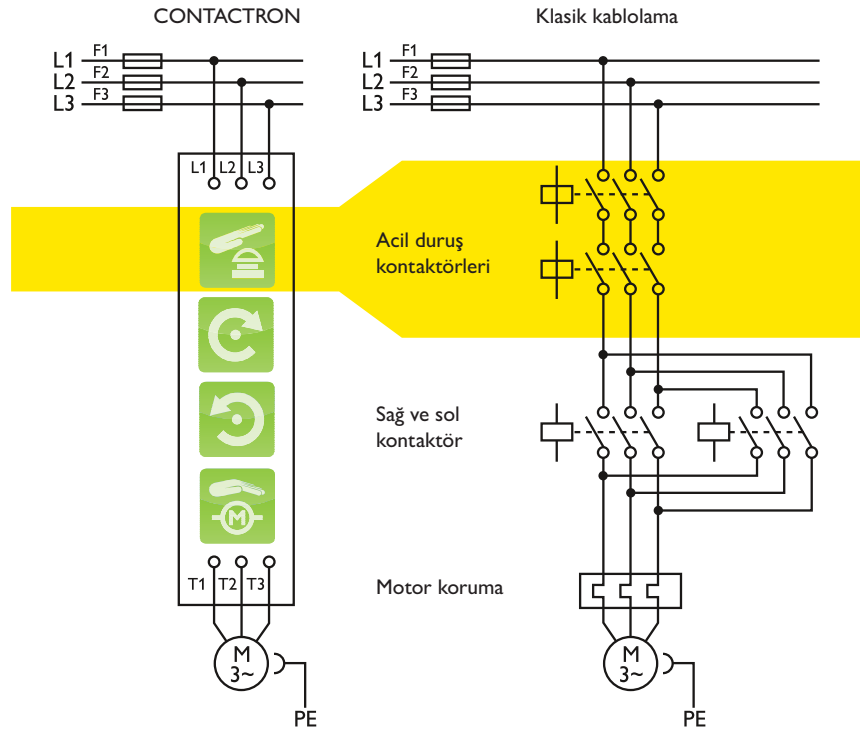 CONTACTRON
Klasik kablolama
L1 F1
L2 F2
L3 F3
L1 F1
L2 F2
L3 F3
L1 L2 L3
Acil duruş
kontaktörleri
Sağ ve sol
kontaktör
M
T1 T2 T3
Motor koruma
M
3~
M
3~
PE
PE